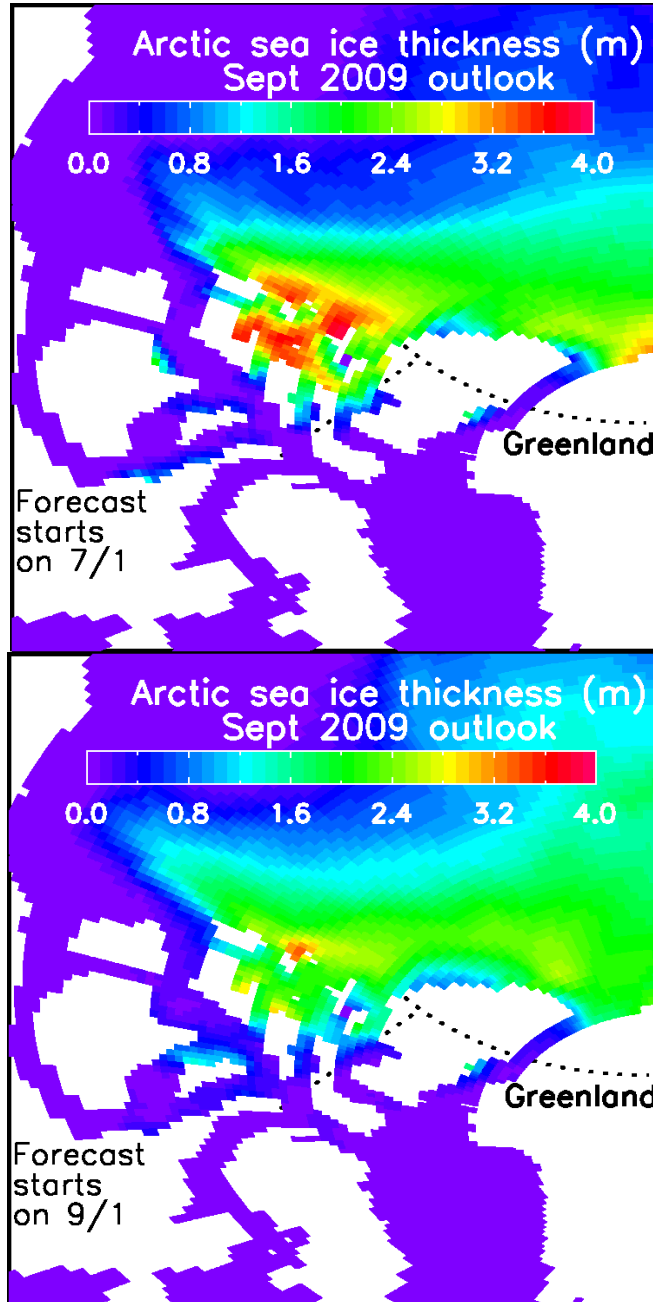 Arctic sea ice thickness (m)
Sept 2009 outlook
0.0 0.8 1.6 2.4 3.2 4.0
Greenland
Forecast
starts
on 7/1
Arctic sea ice thickness (m)
Sept 2009 outlook
0.0 0.8 1.6 2.4 3.2 4.0
Greenland
Forecast
starts
on 9/1